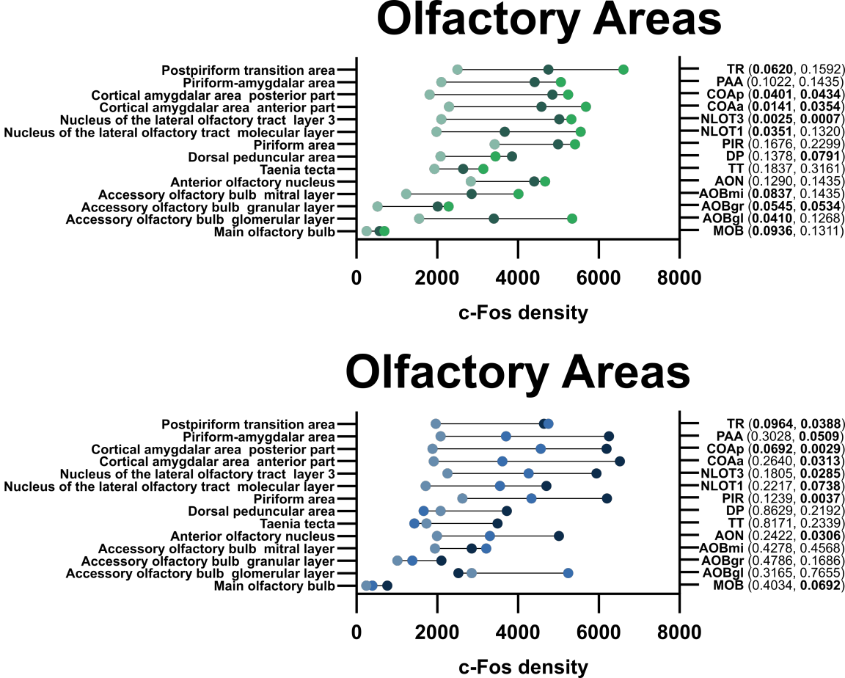 Olfactory Areas
Postpiriform transition area TR (0.0620, 0.1592)
Piriform-amygdalar area PAA (0.1022, 0.1435)
Cortical amygdalar area posterior part COAp (0.0401, 0.0434)
Cortical amygdalar area anterior part COAa (0.0141, 0.0354)
Nucleus of the lateral olfactory tract layer 3 NLOT3 (0.0025, 0.0007)
Nucleus of the lateral olfactory tract molecular layer NLOT1 (0.0351, 0.1320)
Piriform area PIR (0.1676, 0.2299)
Dorsal peduncular area DP (0.1378, 0.0791)
Taenia tecta TT (0.1837, 0.3161)
Anterior olfactory nucleus AON (0.1290, 0.1435)
Accessory olfactory bulb mitral layer AOBmi (0.0837, 0.1435)
Accessory olfactory bulb granular layer AOBgr (0.0545, 0.0534)
Accessory olfactory bulb glomerular layer AOBgl (0.0410, 0.1268)
Main olfactory bulb MOB (0.0936, 0.1311)
0 2000 4000 6000 8000
c-Fos density
Olfactory Areas
Postpiriform transition area TR (0.0964, 0.0388)
Piriform-amygdalar area PAA (0.3028, 0.0509)
Cortical amygdalar area posterior part COAp (0.0692, 0.0029)
Cortical amygdalar area anterior part COAa (0.2640, 0.0313)
Nucleus of the lateral olfactory tract layer 3 NLOT3 (0.1805, 0.0285)
Nucleus of the lateral olfactory tract molecular layer NLOT1 (0.2217, 0.0738)
Piriform area PIR (0.1239, 0.0037)
Dorsal peduncular area DP (0.8629, 0.2192)
Taenia tecta TT (0.8171, 0.2339)
Anterior olfactory nucleus AON (0.2422, 0.0306)
Accessory olfactory bulb mitral layer AOBmi (0.4278, 0.4568)
Accessory olfactory bulb granular layer AOBgr (0.4786, 0.1686)
Accessory olfactory bulb glomerular layer AOBgl (0.3165, 0.7655)
Main olfactory bulb MOB (0.4034, 0.0692)
0 2000 4000 6000 8000
c-Fos density